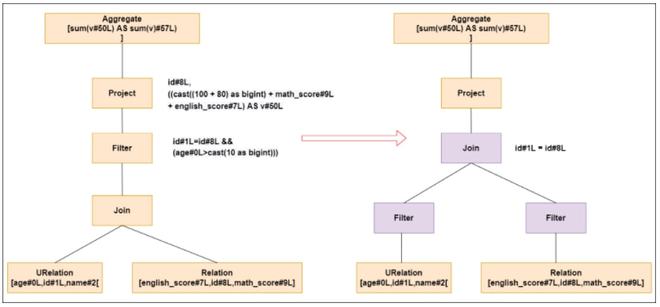 Aggregate
[sum(v#50L) AS sum(v)#57L)
]
Project
id#8L,
((cast((100 + 80) as bigint) + math_score#9L
+ english_score#7L) AS v#50L
Filter
id#1L=id#8L &&
(age#0L>cast(10 as bigint)))
Join
URelation
[age#0L,id#1L,name#2[
Relation
[english_score#7L,id#8L,math_score#9L]
Aggregate
[sum(v#50L) AS sum(v)#57L)
]
Project
Join
id#1L = id#8L
Filter
Filter
URelation
[age#0L,id#1L,name#2[
Relation
[english_score#7L,id#8L,math_score#9L]